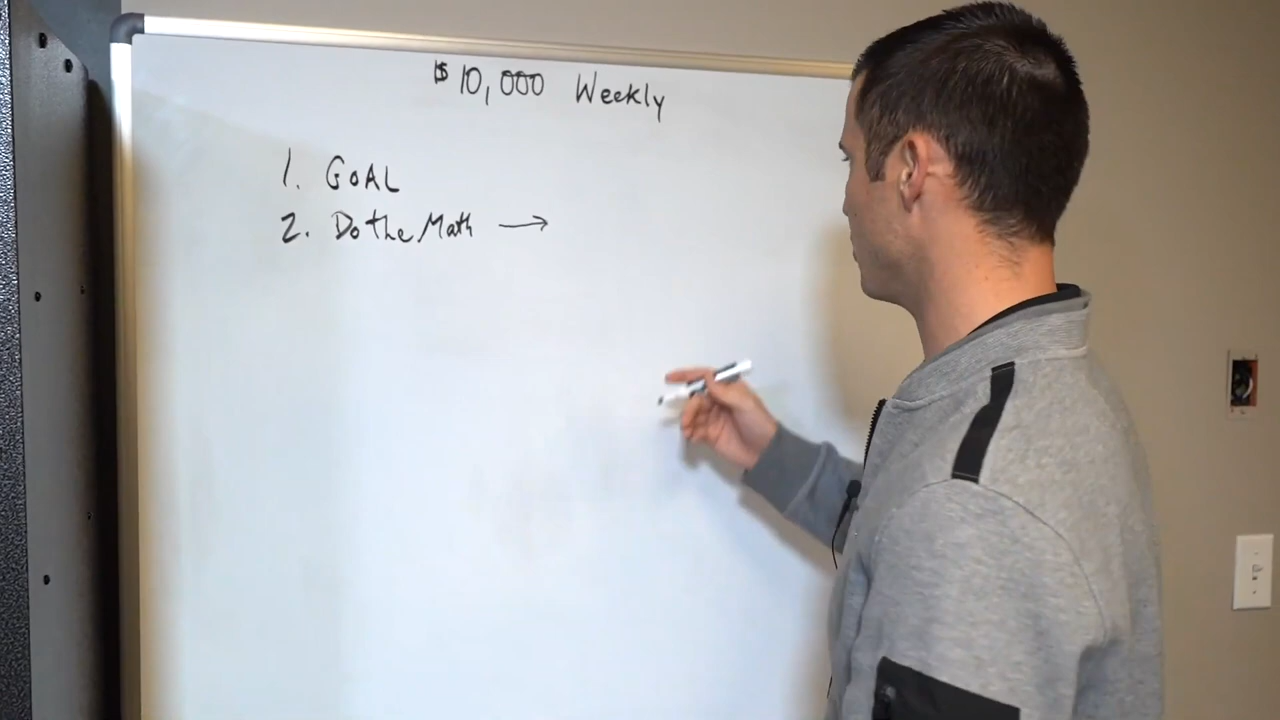 $10,000 Weekly
1. GOAL
2. Do the Math →